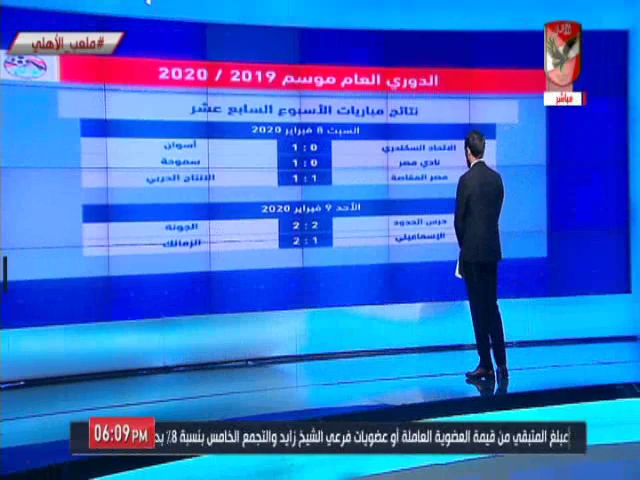 #ملعب_الأهلي
مباشر
الدوري العام موسم 2019 / 2020
نتائج مباريات الأسبوع السابع عشر
السبت 8 فبراير 2020
الاتحاد السكندري 1 : 0 أسوان
نادي مصر 1 : 0 سموحة
مصر المقاصة 1 : 1 الانتاج الحربي
الأحد 9 فبراير 2020
حرس الحدود 2 : 2 الجونة
الإسماعيلي 2 : 1 الزمالك
06:09 PM
عبلغ المتبقي من قيمة العضوية العاملة أو عضويات فرعي الشيخ زايد والتجمع الخامس بنسبة 8٪ بد